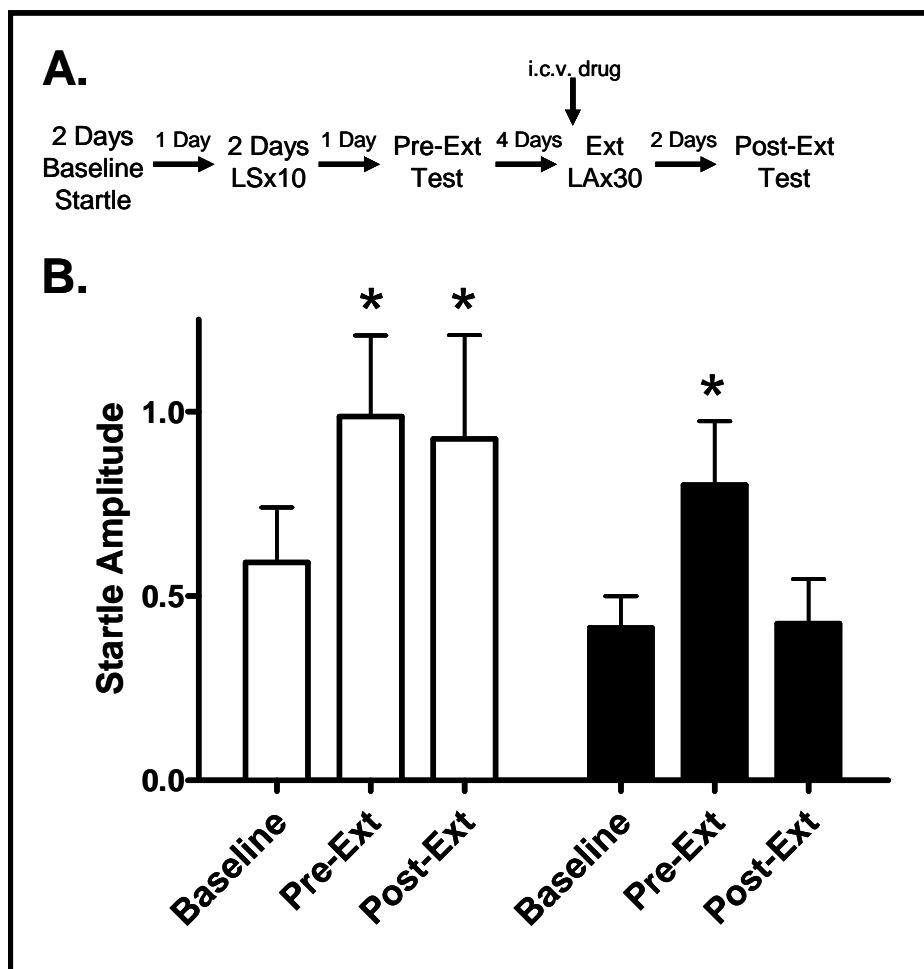 A.
i.c.v. drug
2 Days
Baseline
Startle
1 Day
2 Days
LSx10
1 Day
Pre-Ext
Test
4 Days
Ext
LAx30
2 Days
Post-Ext
Test
B.
* * *
Startle Amplitude
1.0
0.5
0.0
Baseline
Pre-Ext
Post-Ext
Baseline
Pre-Ext
Post-Ext